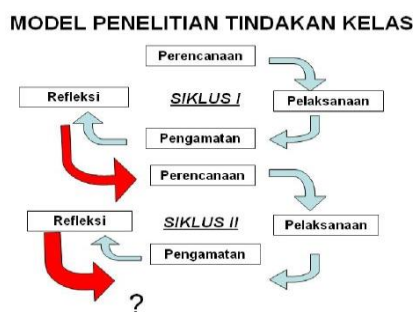 MODEL PENELITIAN TINDAKAN KELAS
Perencanaan
Refleksi
SIKLUS I
Pelaksanaan
Pengamatan
Perencanaan
Refleksi
SIKLUS II
Pelaksanaan
Pengamatan
?